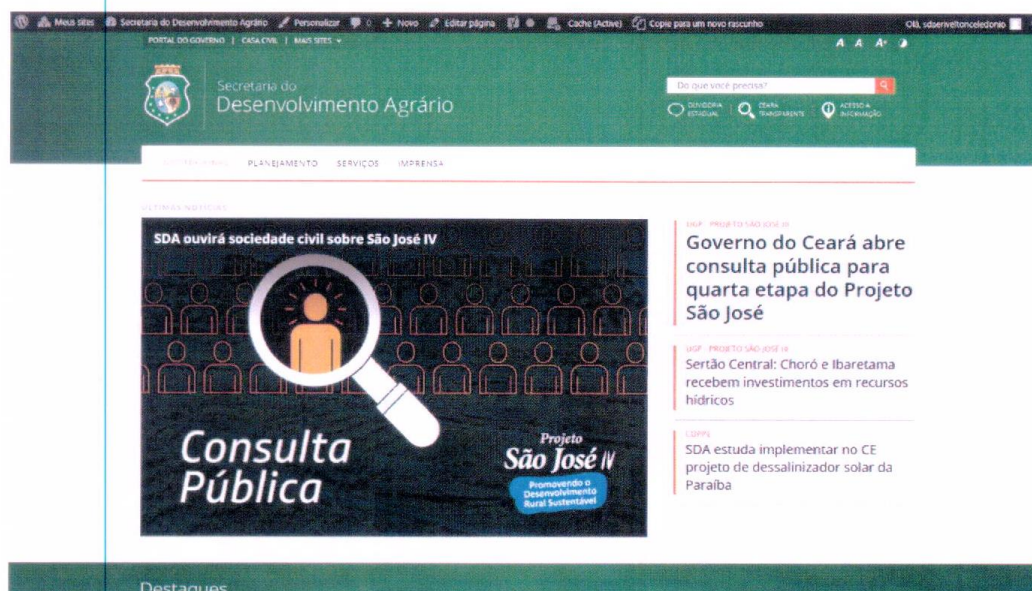 Meus sites Secretaria do Desenvolvimento Agrário Personalizar 0 + Novo Editar página Cache (Active) Copie para um novo rascunho Olá, sdaeriveltonceledonio
PORTAL DO GOVERNO | CASA CIVIL | MAIS SITES
A A A+
Secretaria do
Desenvolvimento Agrário
Do que você precisa?
OUVIDORIA ESTADUAL
CEARÁ TRANSPARENTE
ACESSO À INFORMAÇÃO
PLANEJAMENTO SERVIÇOS IMPRENSA
ÚLTIMAS NOTÍCIAS
SDA ouvirá sociedade civil sobre São José IV
Consulta
Pública
Projeto
São José IV
Promovendo o
Desenvolvimento
Rural Sustentável
UGP - PROJETO SÃO JOSÉ III
Governo do Ceará abre
consulta pública para
quarta etapa do Projeto
São José
UGP - PROJETO SÃO JOSÉ III
Sertão Central: Choró e Ibaretama
recebem investimentos em recursos
hídricos
SDA estuda implementar no CE
projeto de dessalinizador solar da
Paraíba
Destaques